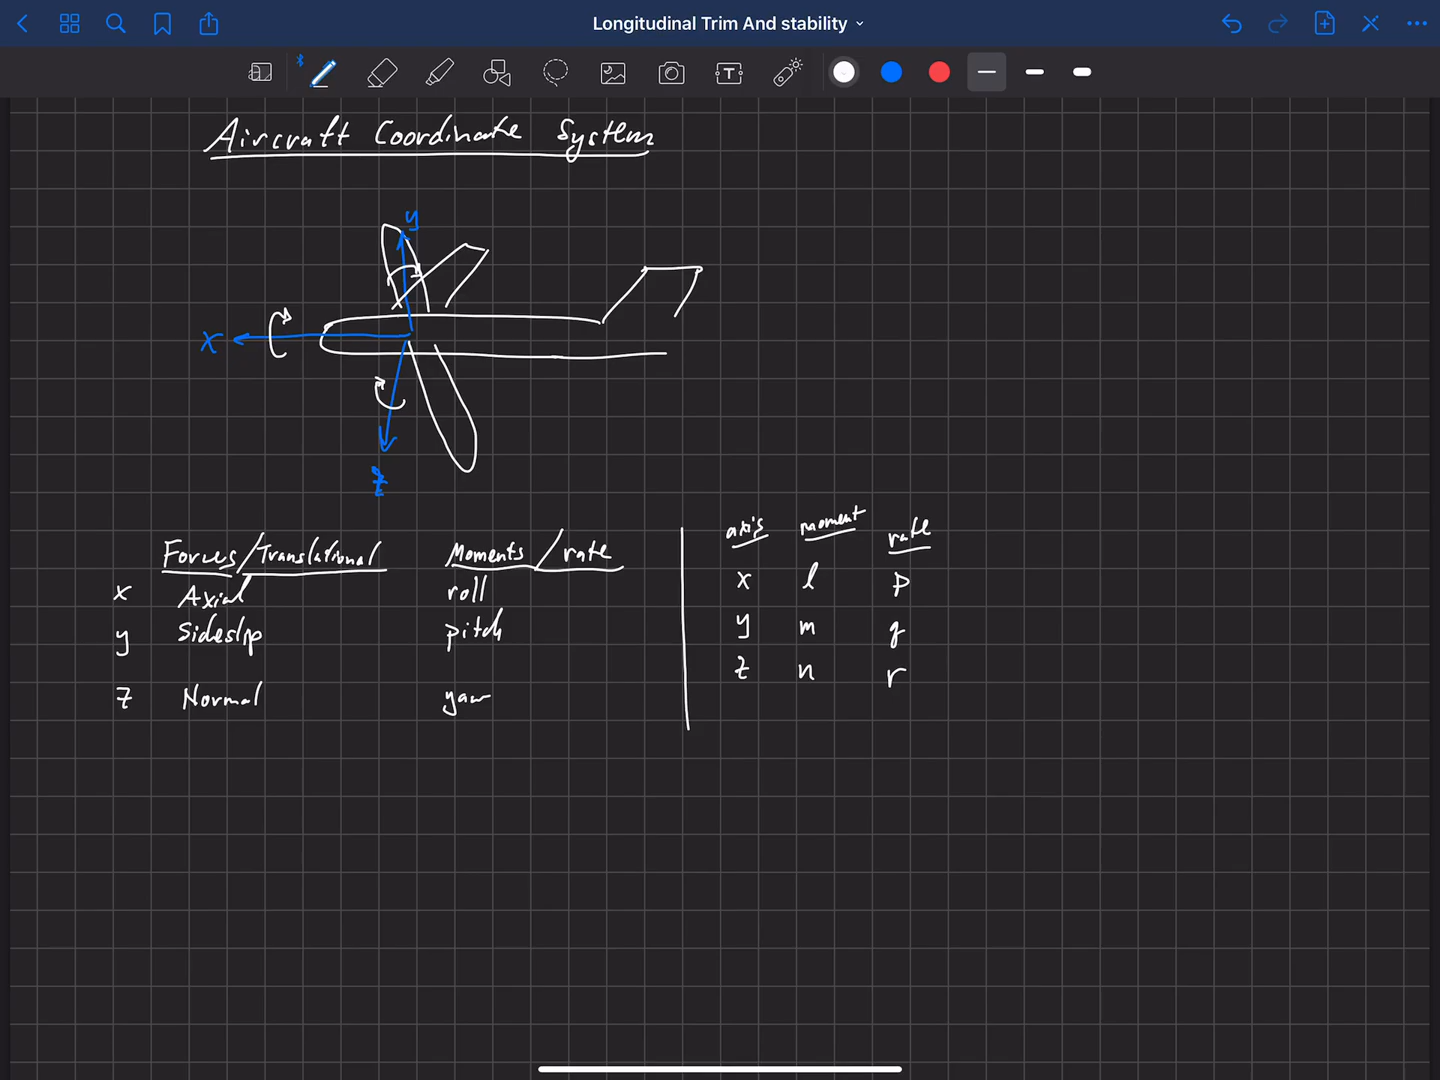 Longitudinal Trim And stability
T
Aircraft Coordinate System
y
x
z
Forces/Translational Moments/rate
x Axial roll
y Sideslip pitch
z Normal yaw
axis moment rate
x l p
y m q
z n r